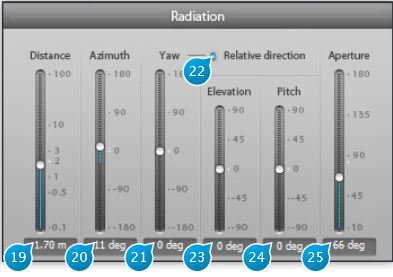 Radiation
Distance Azimuth Yaw Relative direction Aperture
22
100 180 180 180
Elevation Pitch
10 90 90 90 90 135
45 45
3 2 1 0 0 0 0 90
0.5 -90 -90 -45 -45 45
0.1 -180 -180 -90 -90 10
19 1.70 m 20 11 deg 21 0 deg 23 0 deg 24 0 deg 25 66 deg